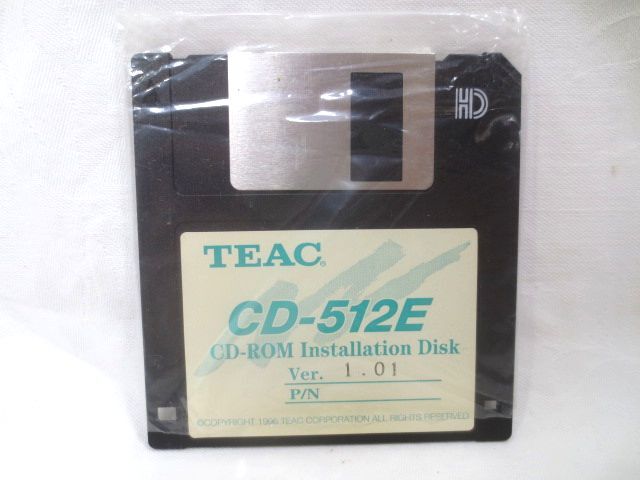 HD
TEAC®
CD-512E
CD-ROM Installation Disk
Ver. 1.01
P/N
©COPYRIGHT 1996 TEAC CORPORATION ALL RIGHTS RESERVED